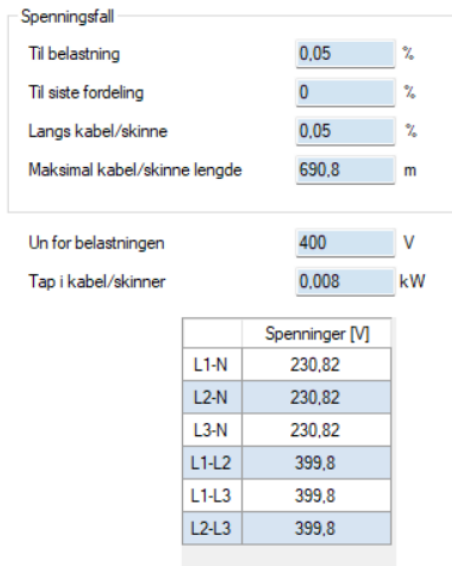 Spenningsfall
Til belastning 0,05 %
Til siste fordeling 0 %
Langs kabel/skinne 0,05 %
Maksimal kabel/skinne lengde 690,8 m
Un for belastningen 400 V
Tap i kabel/skinner 0,008 kW
Spenninger [V]
L1-N 230,82
L2-N 230,82
L3-N 230,82
L1-L2 399,8
L1-L3 399,8
L2-L3 399,8